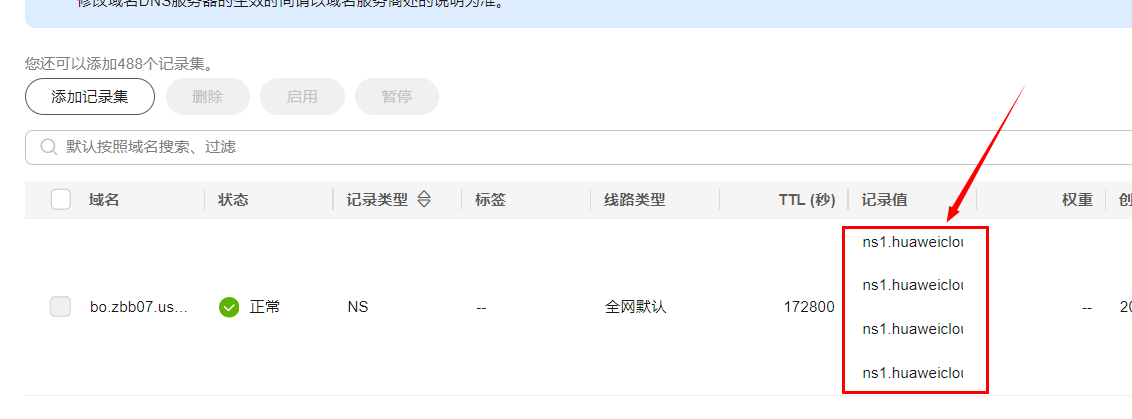 修改域名DNS服务器的生效时间请以域名服务商处的说明为准。
您还可以添加488个记录集。
添加记录集 删除 启用 暂停
默认按照域名搜索、过滤
域名 状态 记录类型 标签 线路类型 TTL (秒) 记录值 权重 创
ns1.huaweiclou
ns1.huaweiclou
bo.zbb07.us... 正常 NS -- 全网默认 172800 -- 20
ns1.huaweiclou
ns1.huaweiclou